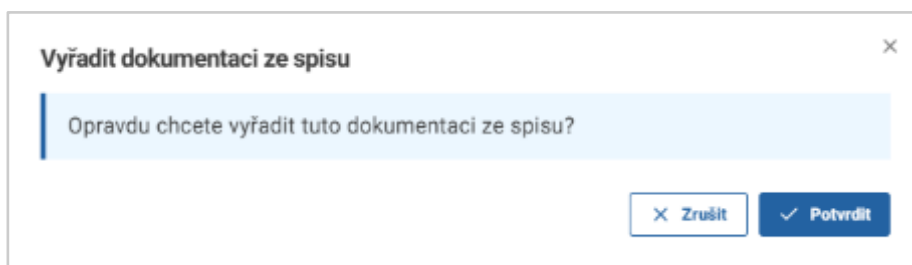 Vyřadit dokumentaci ze spisu
Opravdu chcete vyřadit tuto dokumentaci ze spisu?
Zrušit
Potvrdit